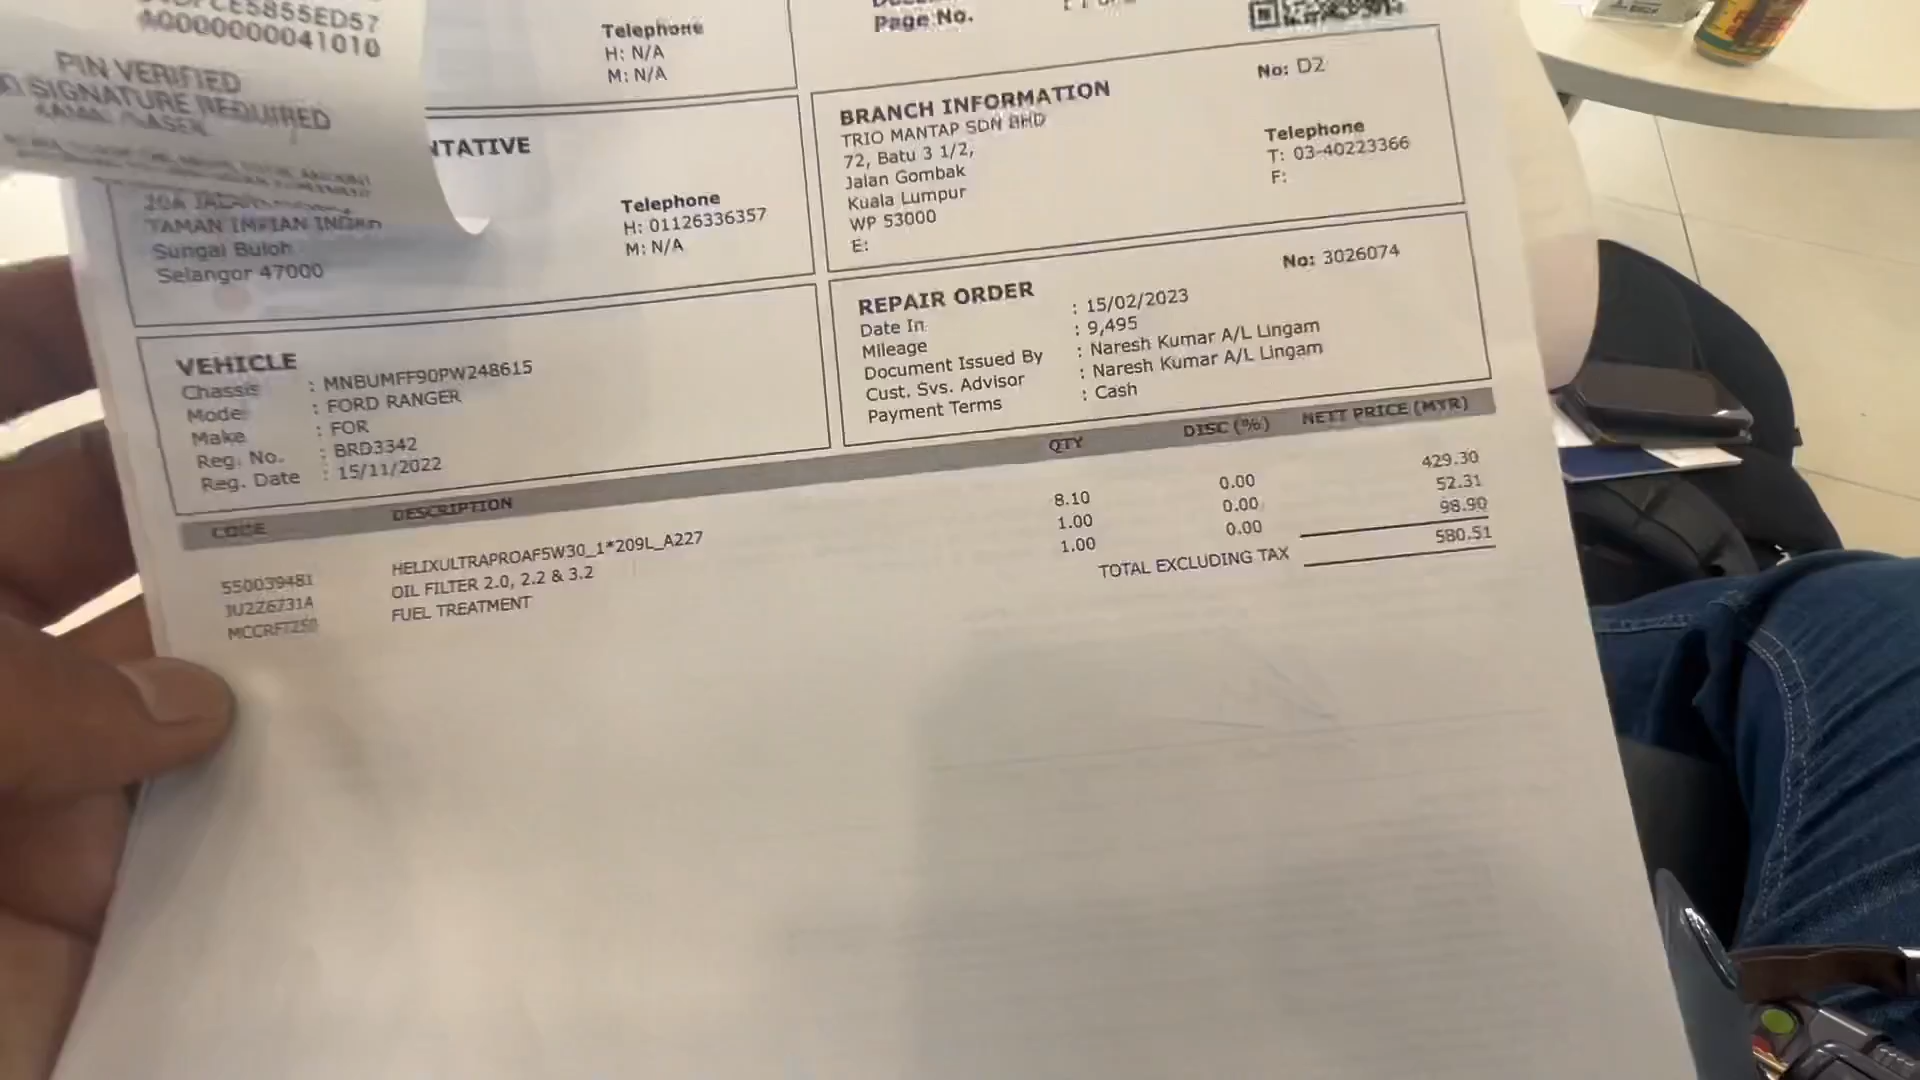 A0000000041010
PIN VERIFIED
SIGNATURE REQUIRED
Telephone
H: N/A
M: N/A
Page No.
NTATIVE
TAMAN IMPIAN INDAH
Sungai Buloh
Selangor 47000
Telephone
H: 01126336357
M: N/A
BRANCH INFORMATION
No: D2
TRIO MANTAP SDN BHD
72, Batu 3 1/2,
Jalan Gombak
Kuala Lumpur
WP 53000
E:
Telephone
T: 03-40223366
F:
VEHICLE
Chassis : MNBUMFF90PW248615
Model : FORD RANGER
Make : FOR
Reg. No. : BRD3342
Reg. Date : 15/11/2022
REPAIR ORDER
No: 3026074
Date In : 15/02/2023
Mileage : 9,495
Document Issued By : Naresh Kumar A/L Lingam
Cust. Svs. Advisor : Naresh Kumar A/L Lingam
Payment Terms : Cash
CODE DESCRIPTION QTY DISC (%) NETT PRICE (MYR)
550039481 HELIXULTRAPROAF5W30_1*209L_A227 8.10 0.00 429.30
JU2Z6731A OIL FILTER 2.0, 2.2 & 3.2 1.00 0.00 52.31
MCCRFT250 FUEL TREATMENT 1.00 0.00 98.90
TOTAL EXCLUDING TAX 580.51